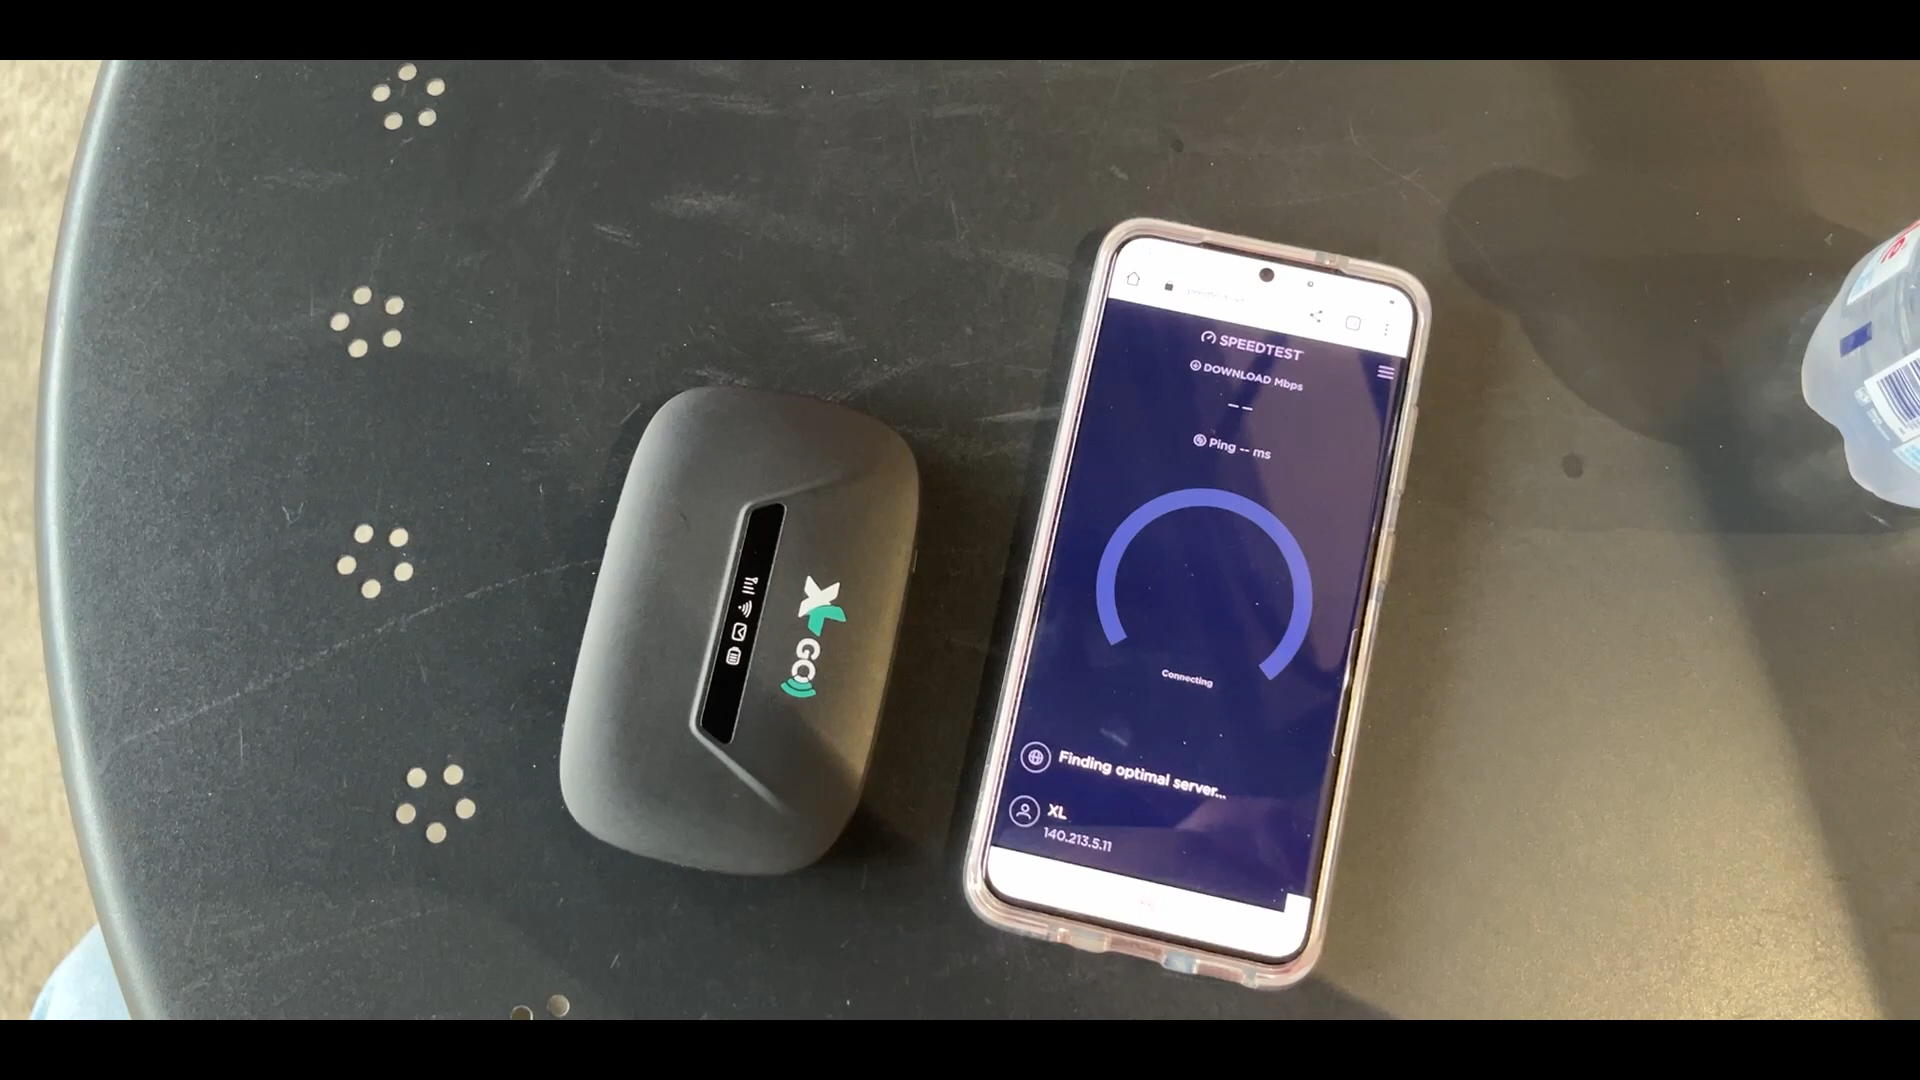 XL
GO
SPEEDTEST
DOWNLOAD Mbps
Ping -- ms
Connecting
Finding optimal server...
XL
140.213.5.11